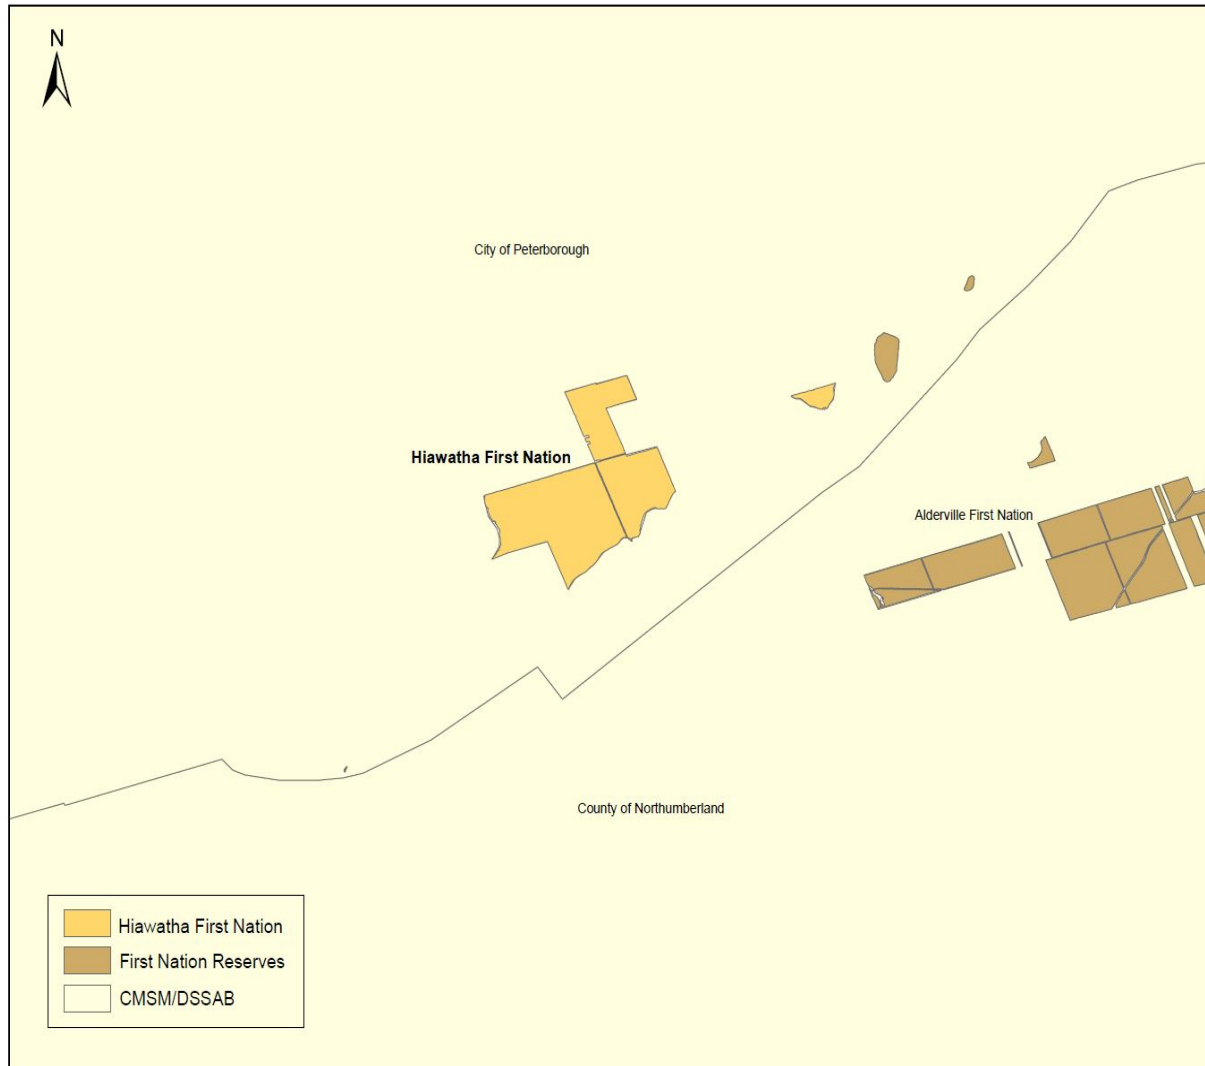 N
City of Peterborough
Hiawatha First Nation
Alderville First Nation
County of Northumberland
Hiawatha First Nation
First Nation Reserves
CMSM/DSSAB